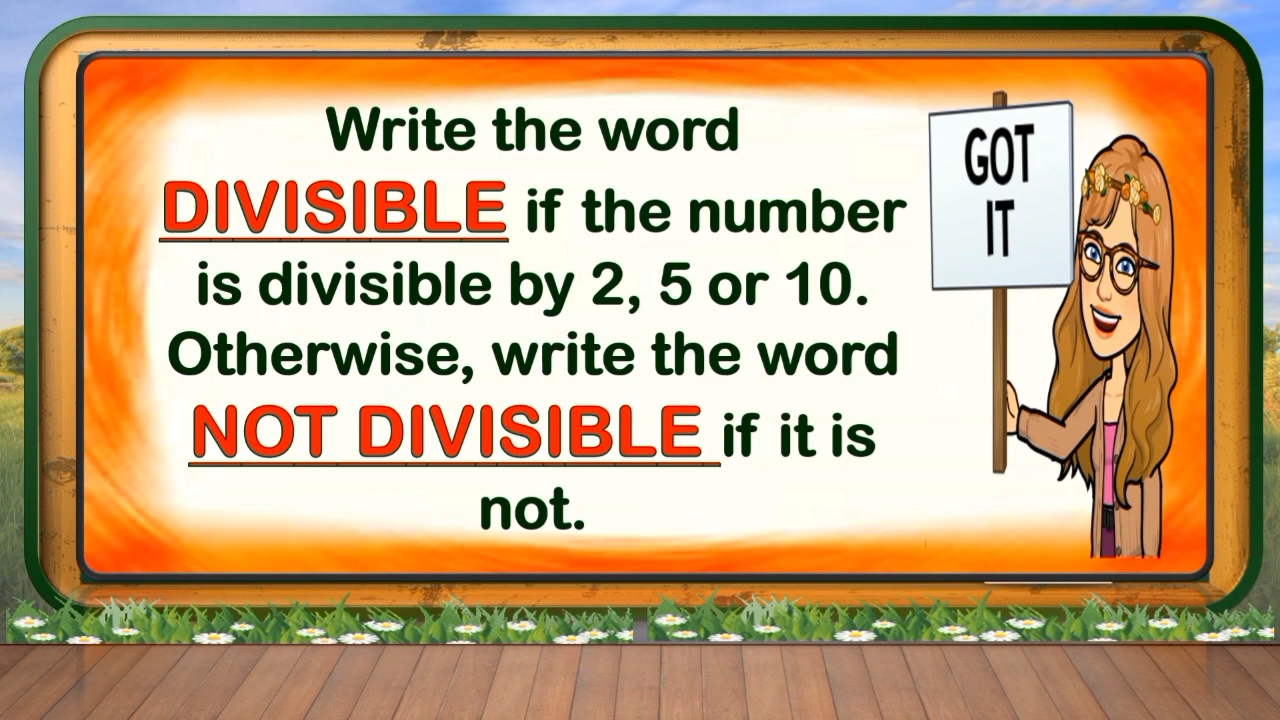 Write the word
DIVISIBLE if the number
is divisible by 2, 5 or 10.
Otherwise, write the word
NOT DIVISIBLE if it is
not.
GOT
IT